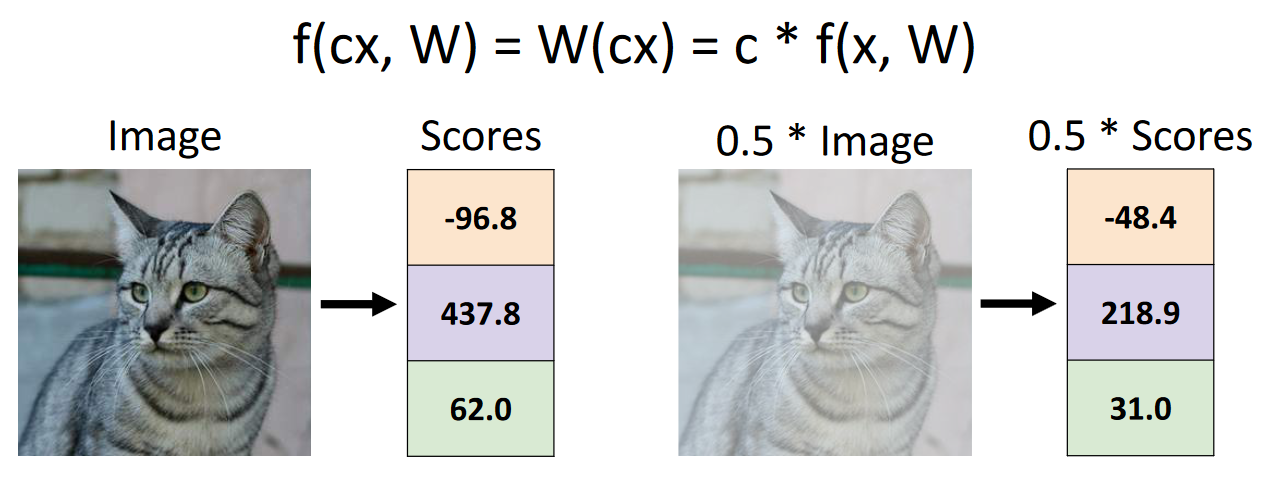 f(cx, W) = W(cx) = c * f(x, W)
Image
Scores
-96.8
437.8
62.0
0.5 * Image
0.5 * Scores
-48.4
218.9
31.0